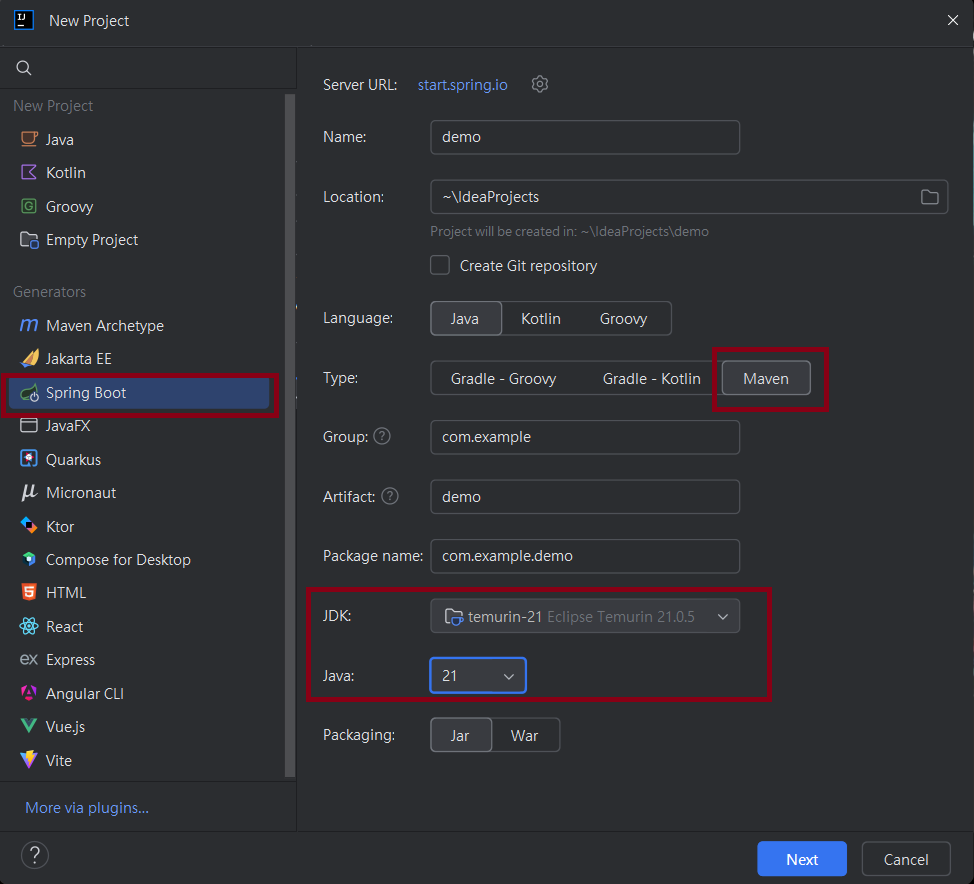 New Project
New Project
Java
Kotlin
Groovy
Empty Project
Generators
Maven Archetype
Jakarta EE
Spring Boot
JavaFX
Quarkus
Micronaut
Ktor
Compose for Desktop
HTML
React
ex Express
Angular CLI
Vue.js
Vite
More via plugins...
?
Server URL: start.spring.io
Name: demo
Location: ~\IdeaProjects
Project will be created in: ~\IdeaProjects\demo
Create Git repository
Language: Java Kotlin Groovy
Type: Gradle - Groovy Gradle - Kotlin Maven
Group: ? com.example
Artifact: ? demo
Package name: com.example.demo
JDK: temurin-21 Eclipse Temurin 21.0.5
Java: 21
Packaging: Jar War
Next Cancel